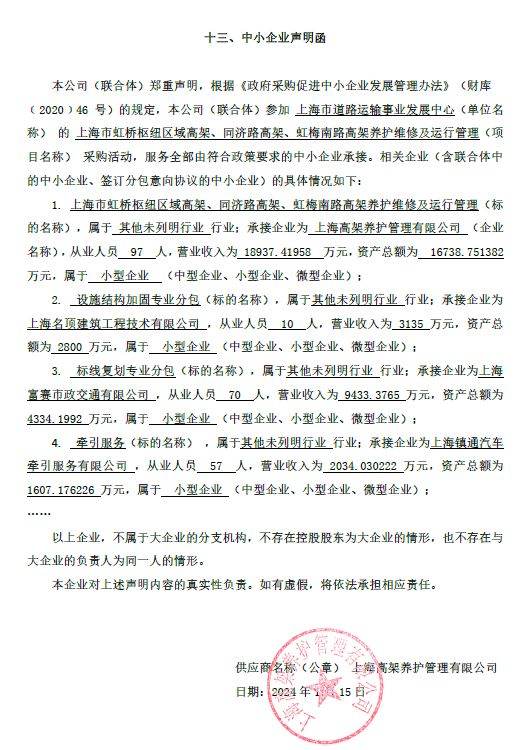 十三、中小企业声明函
本公司（联合体）郑重声明，根据《政府采购促进中小企业发展管理办法》（财库
（2020）46 号）的规定，本公司（联合体）参加 上海市道路运输事业发展中心（单位名
称） 的 上海市虹桥枢纽区域高架、同济路高架、虹梅南路高架养护维修及运行管理（项
目名称） 采购活动，服务全部由符合政策要求的中小企业承接。相关企业（含联合体中
的中小企业、签订分包意向协议的中小企业）的具体情况如下：
1. 上海市虹桥枢纽区域高架、同济路高架、虹梅南路高架养护维修及运行管理（标
的名称），属于 其他未列明行业 行业；承接企业为 上海高架养护管理有限公司 （企业
名称），从业人员 97 人，营业收入为 18937.41958 万元，资产总额为 16738.751382
万元，属于 小型企业 （中型企业、小型企业、微型企业）；
2. 设施结构加固专业分包（标的名称），属于其他未列明行业 行业；承接企业为
上海名顶建筑工程技术有限公司 ，从业人员 10 人，营业收入为 3135 万元，资产总
额为 2800 万元，属于 小型企业 （中型企业、小型企业、微型企业）；
3. 标线复划专业分包（标的名称），属于其他未列明行业 行业；承接企业为上海
富赛市政交通有限公司 ，从业人员 70 人，营业收入为 9433.3765 万元，资产总额为
4334.1992 万元，属于 小型企业 （中型企业、小型企业、微型企业）；
4. 牵引服务（标的名称） ，属于其他未列明行业 行业；承接企业为上海镇通汽车
牵引服务有限公司 ，从业人员 57 人，营业收入为 2034.030222 万元，资产总额为
1607.176226 万元，属于 小型企业 （中型企业、小型企业、微型企业）；
……
以上企业，不属于大企业的分支机构，不存在控股股东为大企业的情形，也不存在与
大企业的负责人为同一人的情形。
本企业对上述声明内容的真实性负责。如有虚假，将依法承担相应责任。
供应商名称（公章） 上海高架养护管理有限公司
日期：2024 年 月 15 日
上海高架养护管理有限公司